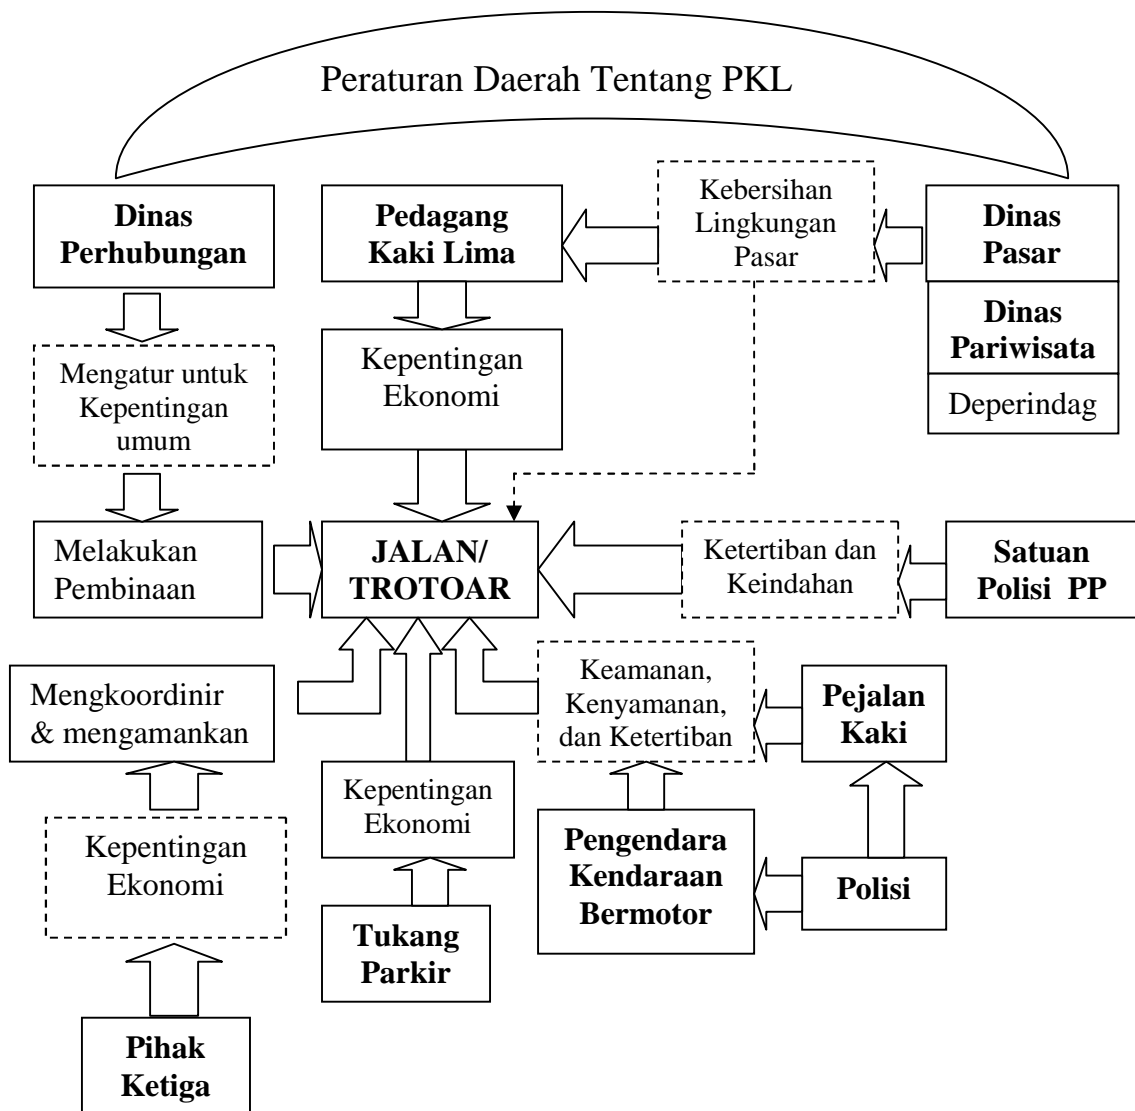 Peraturan Daerah Tentang PKL
Dinas
Perhubungan
Pedagang
Kaki Lima
Kebersihan
Lingkungan
Pasar
Dinas
Pasar
Dinas
Pariwisata
Deperindag
Mengatur untuk
Kepentingan
umum
Kepentingan
Ekonomi
Melakukan
Pembinaan
JALAN/
TROTOAR
Ketertiban dan
Keindahan
Satuan
Polisi PP
Mengkoordinir
& mengamankan
Keamanan,
Kenyamanan,
dan Ketertiban
Pejalan
Kaki
Kepentingan
Ekonomi
Kepentingan
Ekonomi
Pengendara
Kendaraan
Bermotor
Polisi
Tukang
Parkir
Pihak
Ketiga